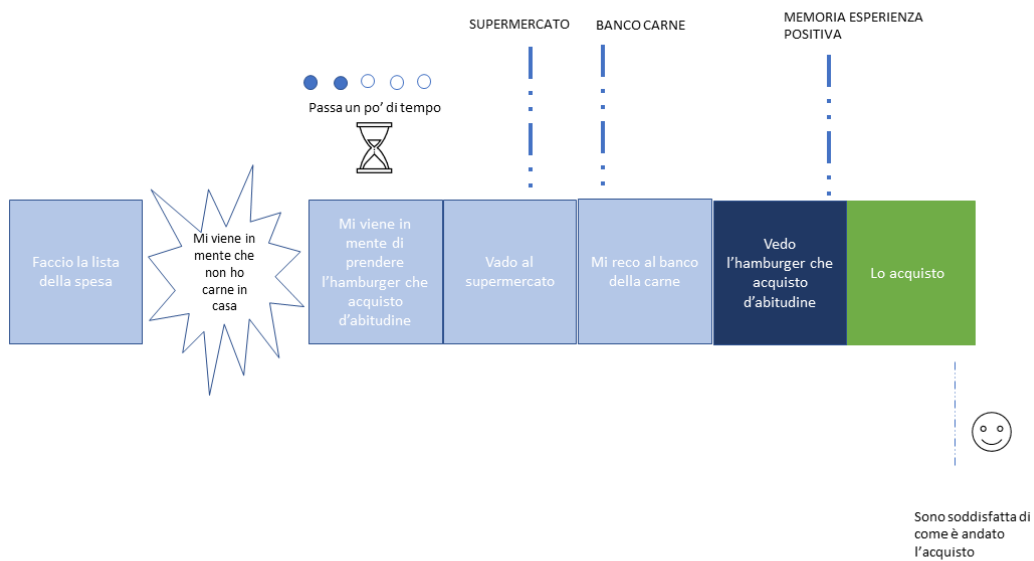 SUPERMERCATO
BANCO CARNE
MEMORIA ESPERIENZA
POSITIVA
Passa un po' di tempo
Faccio la lista
della spesa
Mi viene in
mente che
non ho
carne in
casa
Mi viene in
mente di
prendere
l'hamburger che
acquisto
d'abitudine
Vado al
supermercato
Mi reco al banco
della carne
Vedo
l'hamburger che
acquisto
d'abitudine
Lo acquisto
Sono soddisfatta di
come è andato
l'acquisto